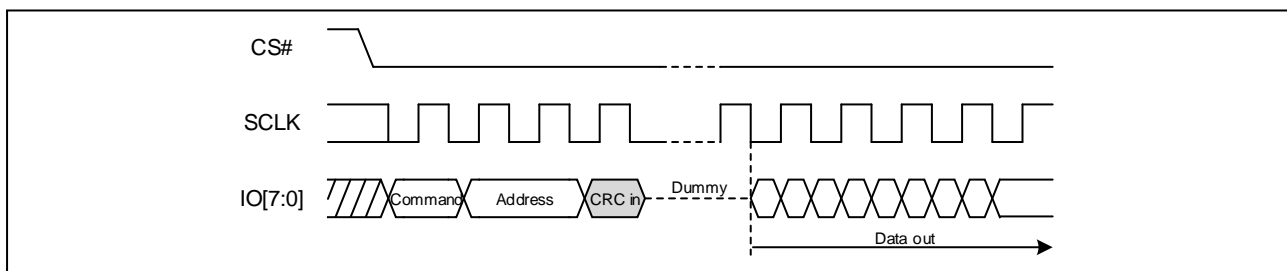 CS#
SCLK
IO[7:0] Command Address CRC in Dummy
Data out